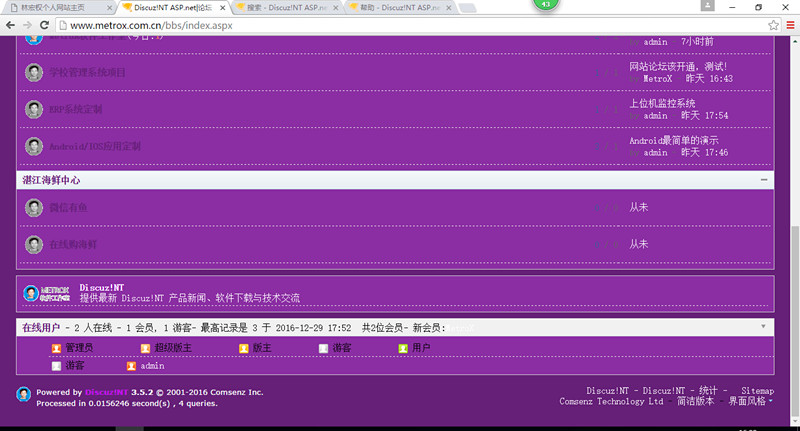 林宏权个人网站主页
Discuz!NT ASP.net|论坛
搜索 - Discuz!NT ASP.ne
帮助 - Discuz!NT ASP.ne
43
www.metrox.com.cn/bbs/index.aspx
admin 7小时前
学校管理系统项目
网站论坛该开通，测试!
by MetroX 昨天 16:43
ERP系统定制
上位机监控系统
by admin 昨天 17:54
Android/IOS应用定制
Android最简单的演示
by admin 昨天 17:46
湛江海鲜中心
微信有鱼
从未
在线购海鲜
从未
METROX
Discuz!NT
提供最新 Discuz!NT 产品新闻、软件下载与技术交流
在线用户 - 2 人在线 - 1 会员, 1 游客- 最高记录是 3 于 2016-12-29 17:52 共2位会员- 新会员:
管理员 超级版主 版主 游客 用户
游客 admin
Powered by Discuz!NT 3.5.2 © 2001-2016 Comsenz Inc.
Processed in 0.0156246 second(s) , 4 queries.
Discuz!NT - Discuz!NT - 统计 - Sitemap
Comsenz Technology Ltd - 简洁版本 - 界面风格